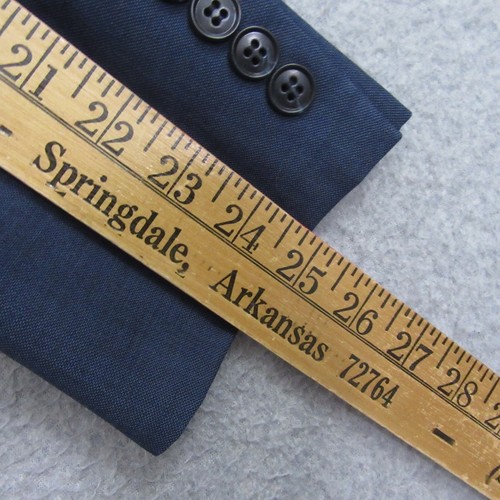 21 22 23 24 25 26 27 28
Springdale, Arkansas 72764